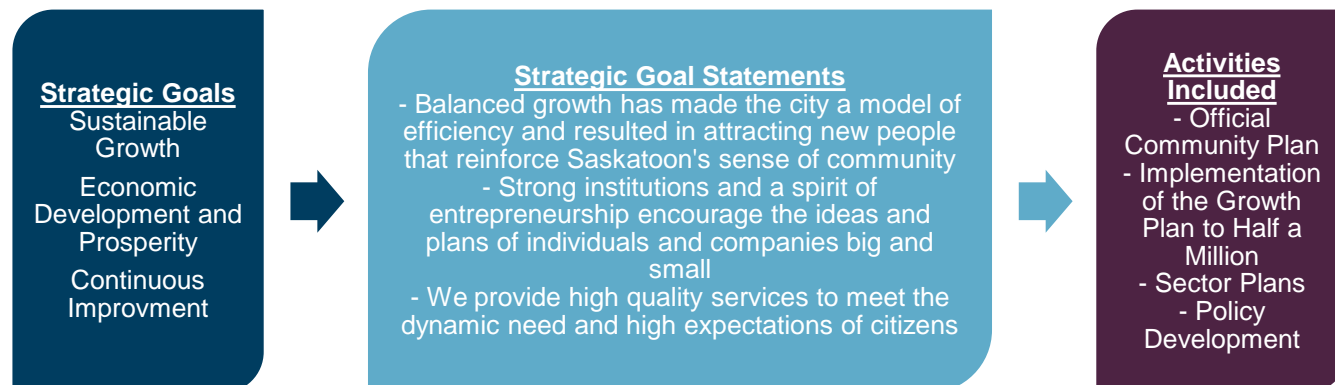 Strategic Goals
Sustainable
Growth
Economic
Development and
Prosperity
Continuous
Improvment
Strategic Goal Statements
- Balanced growth has made the city a model of
efficiency and resulted in attracting new people
that reinforce Saskatoon's sense of community
- Strong institutions and a spirit of
entrepreneurship encourage the ideas and
plans of individuals and companies big and
small
- We provide high quality services to meet the
dynamic need and high expectations of citizens
Activities
Included
- Official
Community Plan
- Implementation
of the Growth
Plan to Half a
Million
- Sector Plans
- Policy
Development